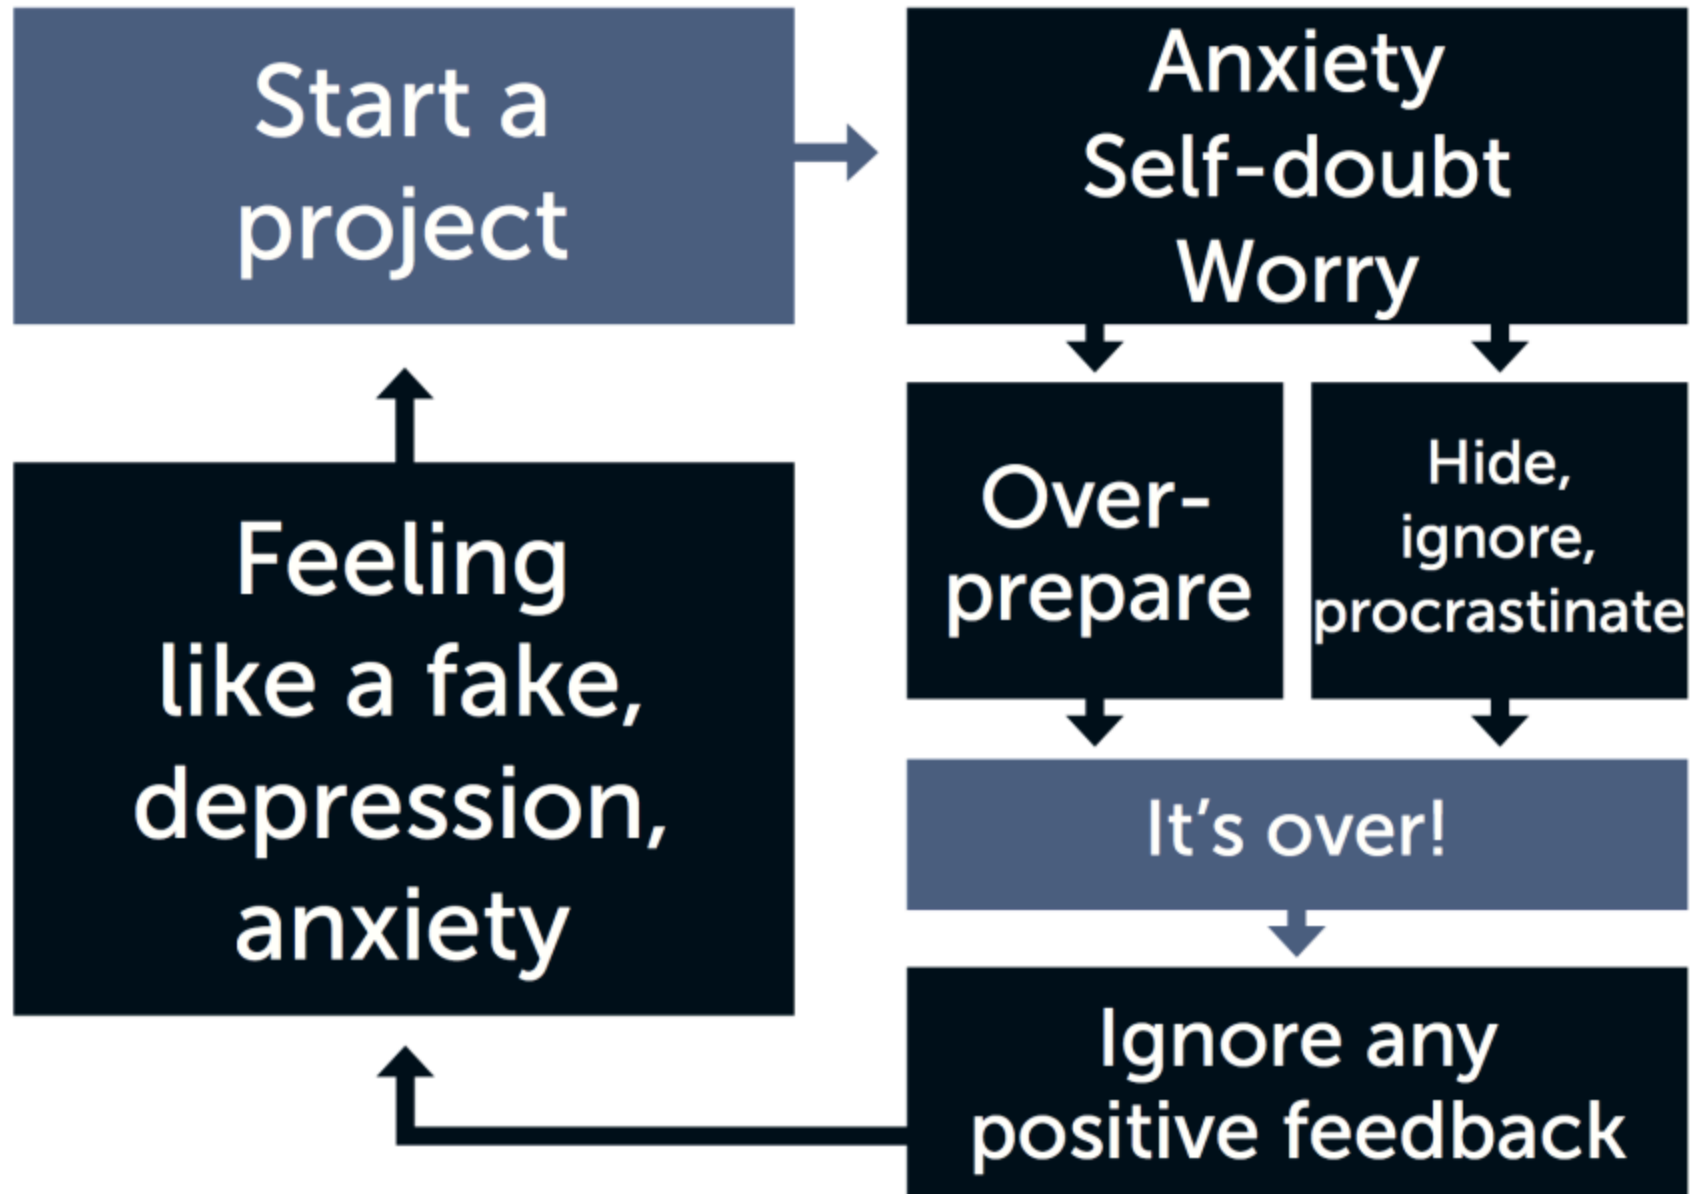 Start a
project
Anxiety
Self-doubt
Worry
Over-
prepare
Hide,
ignore,
procrastinate
It's over!
Ignore any
positive feedback
Feeling
like a fake,
depression,
anxiety